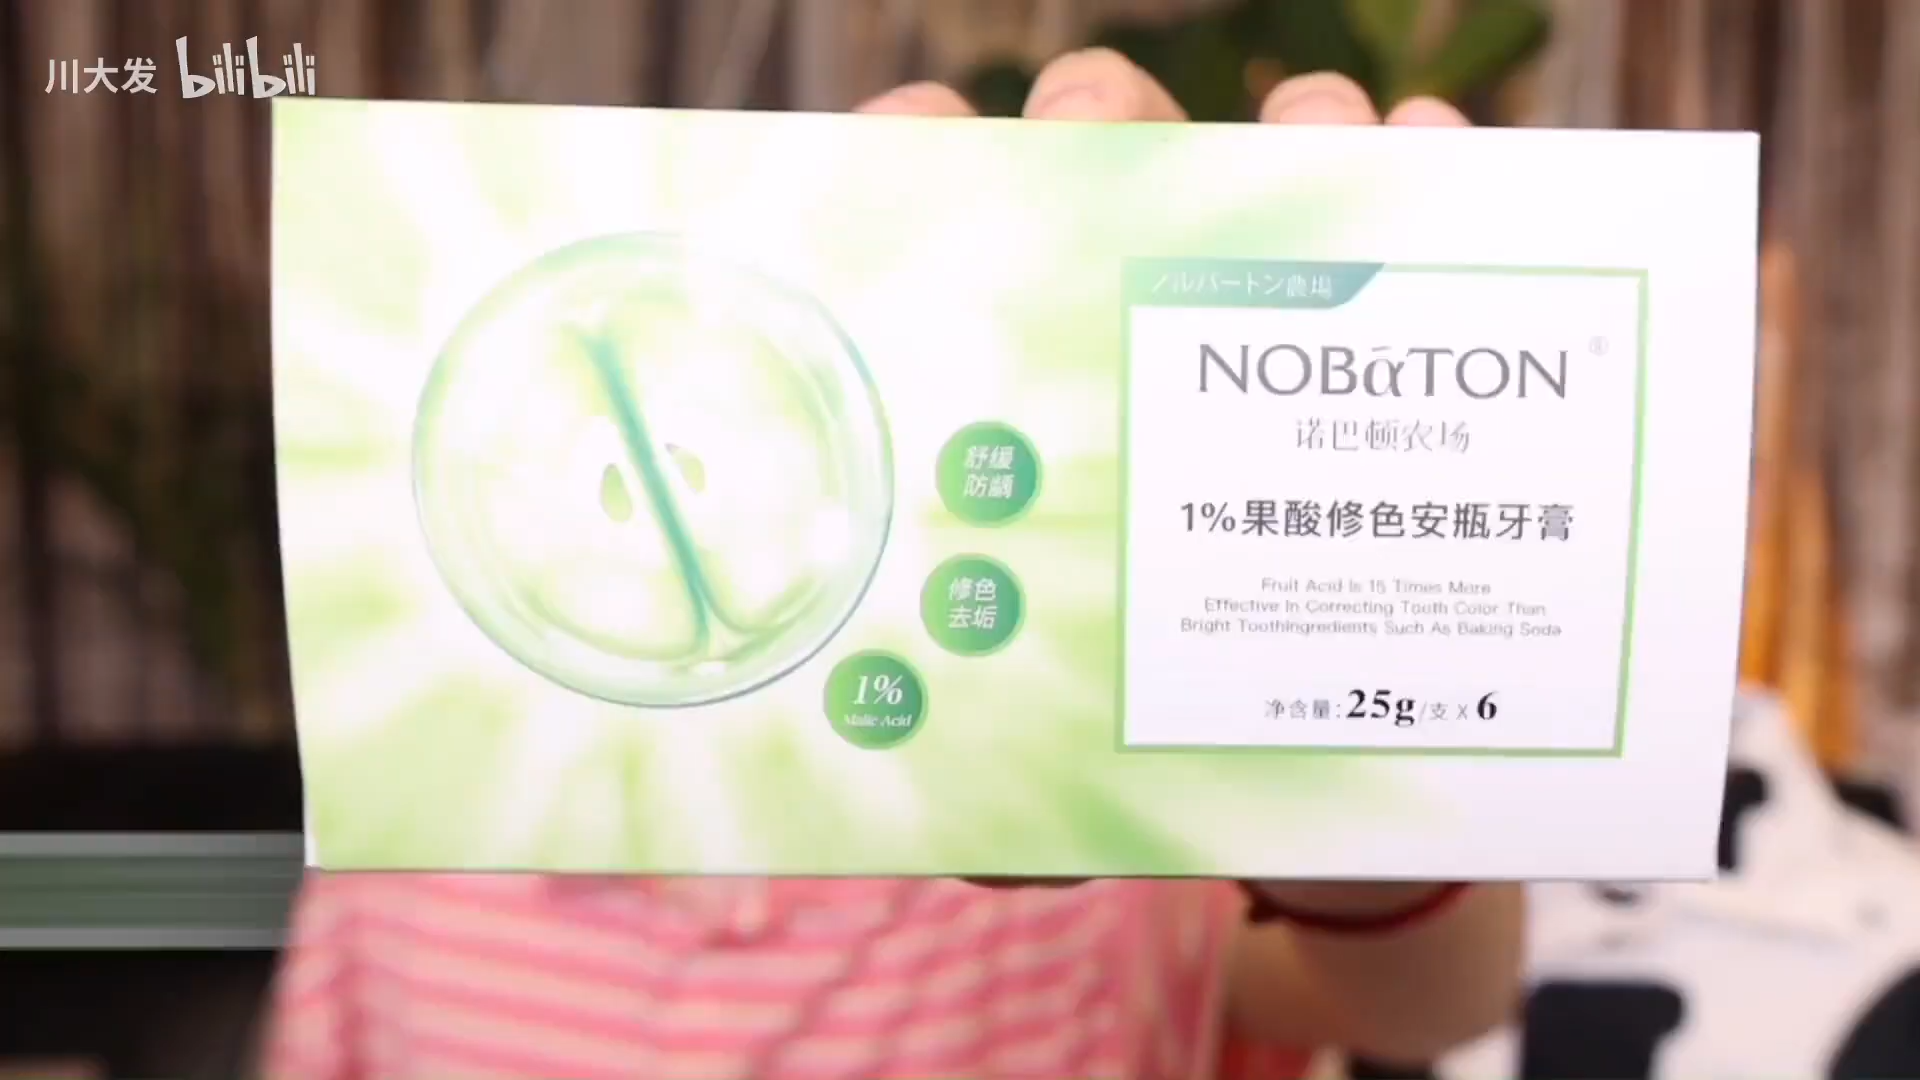 川大发 bilibili
ノルバートン農場
NOBāTON ®
诺巴顿农场
1%果酸修色安瓶牙膏
Fruit Acid Is 15 Times More
Effective In Correcting Tooth Color Than
Bright Toothingredients Such As Baking Soda
净含量:25g/支 X 6
舒缓
防龋
修色
去垢
1%
Malic Acid